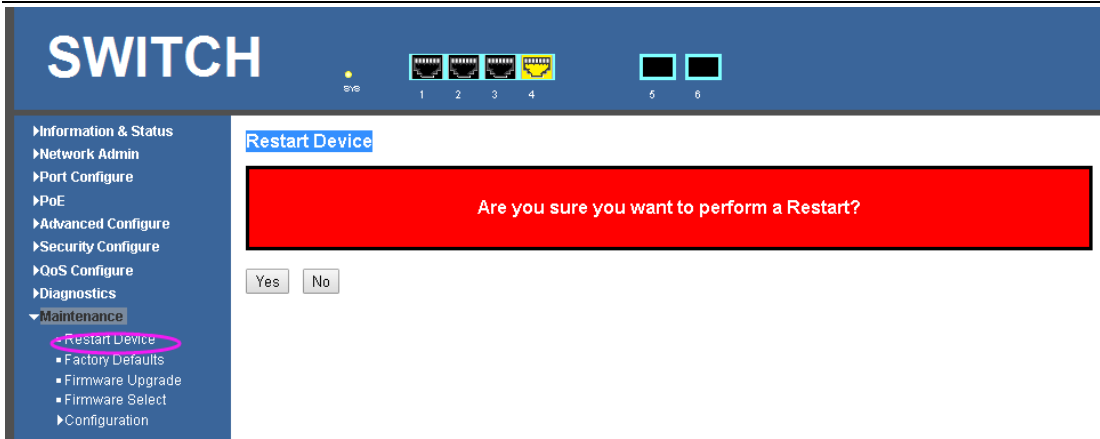 SWITCH
SYS
1 2 3 4 5 6
Information & Status
Network Admin
Port Configure
PoE
Advanced Configure
Security Configure
QoS Configure
Diagnostics
Maintenance
Restart Device
Factory Defaults
Firmware Upgrade
Firmware Select
Configuration
Restart Device
Are you sure you want to perform a Restart?
Yes No